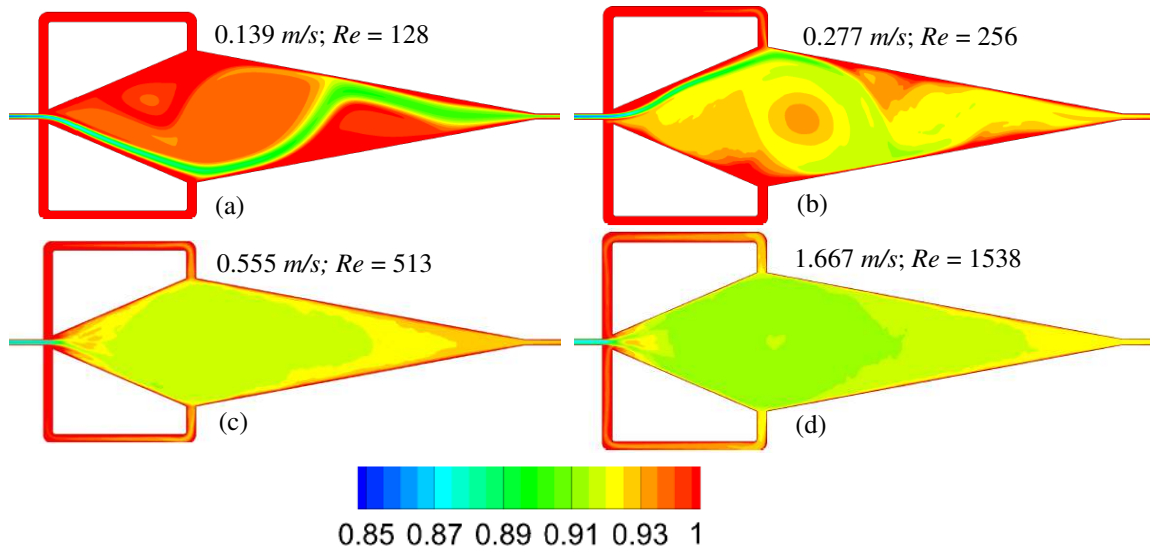 0.139 m/s; Re = 128
0.277 m/s; Re = 256
(a)
(b)
0.555 m/s; Re = 513
1.667 m/s; Re = 1538
(c)
(d)
0.85 0.87 0.89 0.91 0.93 1